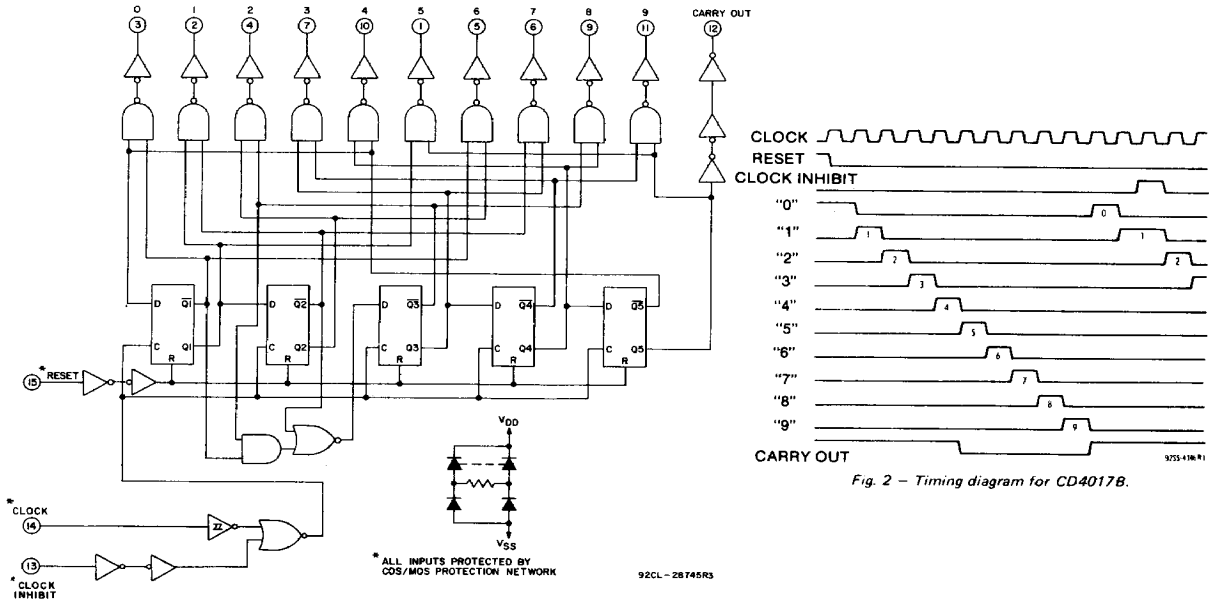 0 1 2 3 4 5 6 7 8 9 CARRY OUT
3 2 4 7 10 1 5 6 9 11 12
D Q1 D Q2 D Q3 D Q4 D Q5
C Q1 C Q2 C Q3 C Q4 C Q5
R R R R R
* RESET
15
VDD
VSS
* CLOCK
14
13
* CLOCK
INHIBIT
* ALL INPUTS PROTECTED BY
COS/MOS PROTECTION NETWORK
92CL-28745R3
CLOCK
RESET
CLOCK INHIBIT
"0" 0
"1" 1 1
"2" 2 2
"3" 3
"4" 4
"5" 5
"6" 6
"7" 7
"8" 8
"9" 9
CARRY OUT
Fig. 2 – Timing diagram for CD4017B.